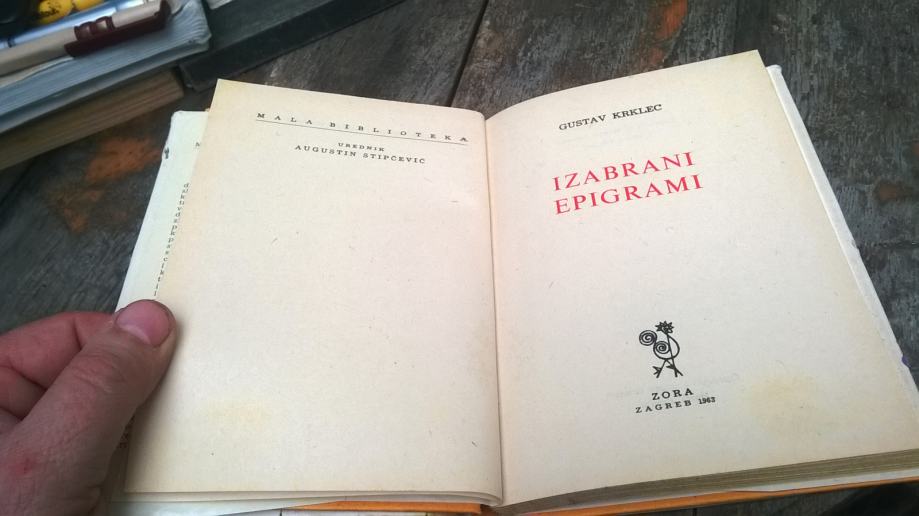 MALA BIBLIOTEKA
UREDNIK
AUGUSTIN STIPČEVIĆ
GUSTAV KRKLEC
IZABRANI
EPIGRAMI
ZORA
ZAGREB 1963